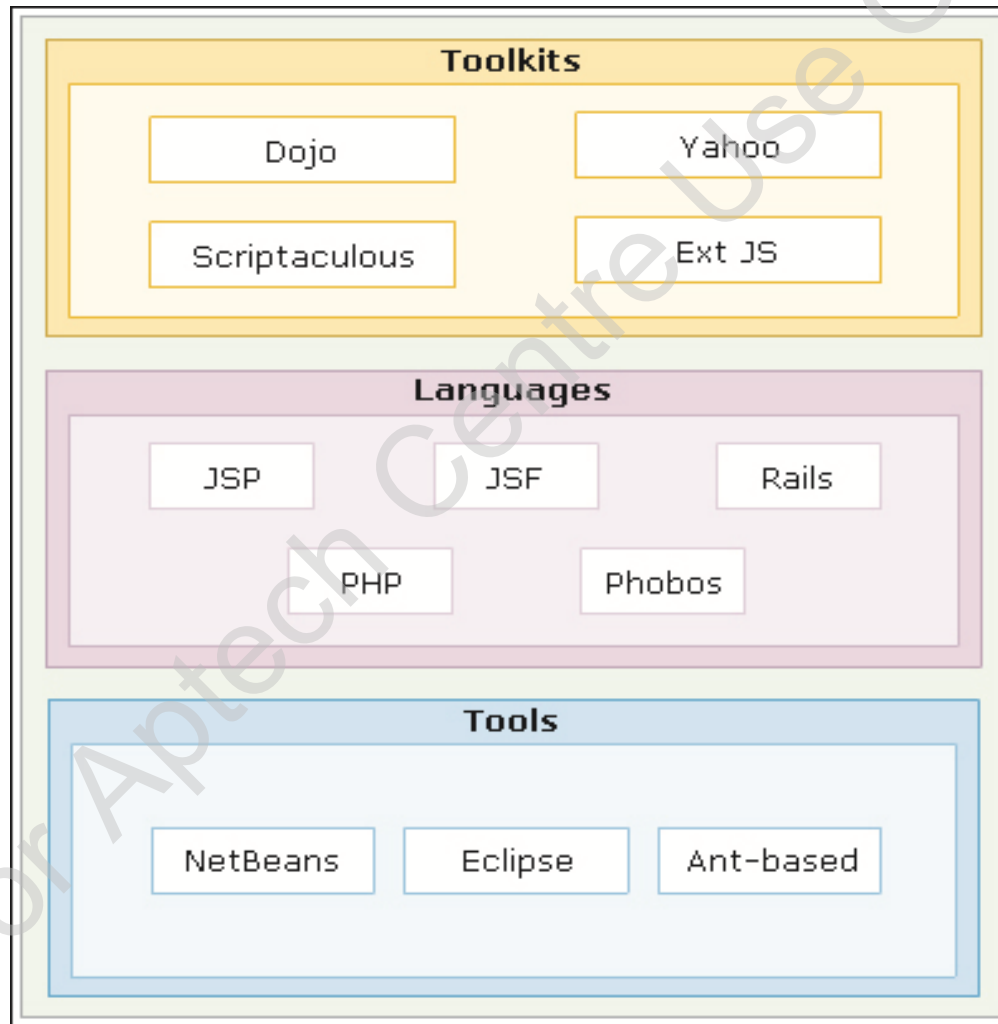 Toolkits
Dojo
Yahoo
Scriptaculous
Ext JS
Languages
JSP
JSF
Rails
PHP
Phobos
Tools
NetBeans
Eclipse
Ant-based
or Aptech Centre Use